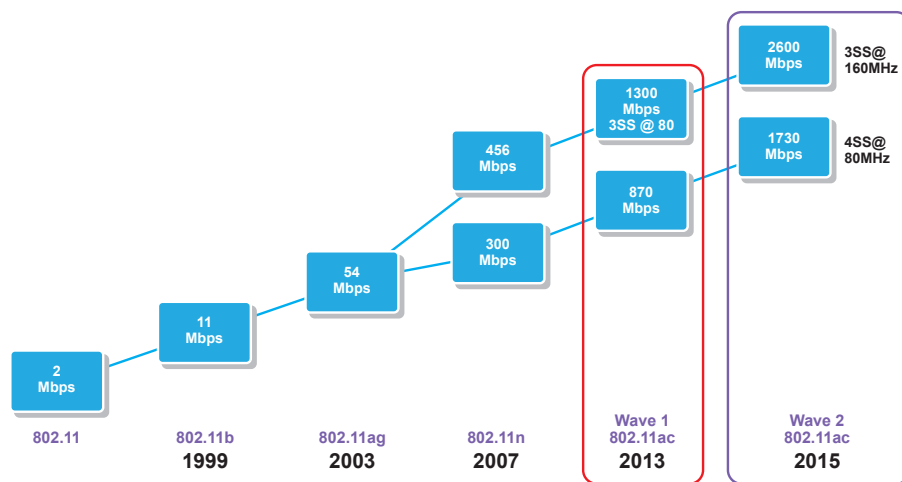 2600
Mbps
3SS@
160MHz
1300
Mbps
3SS @ 80
1730
Mbps
4SS@
80MHz
456
Mbps
870
Mbps
300
Mbps
54
Mbps
11
Mbps
2
Mbps
802.11
802.11b
1999
802.11ag
2003
802.11n
2007
Wave 1
802.11ac
2013
Wave 2
802.11ac
2015